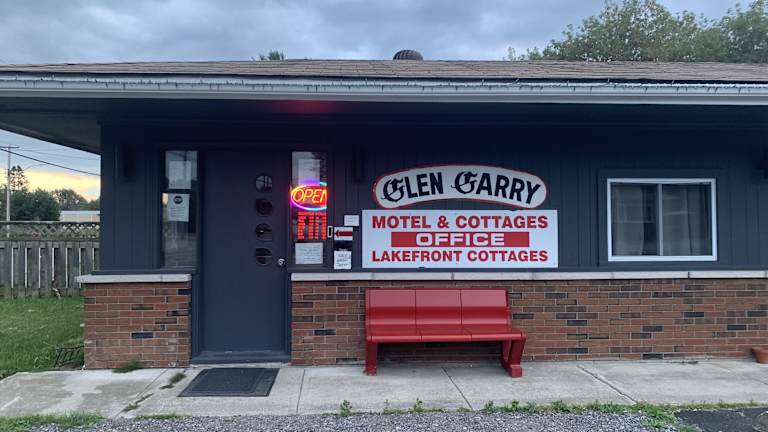 GLEN GARRY
OPEN
MOTEL & COTTAGES
OFFICE
LAKEFRONT COTTAGES